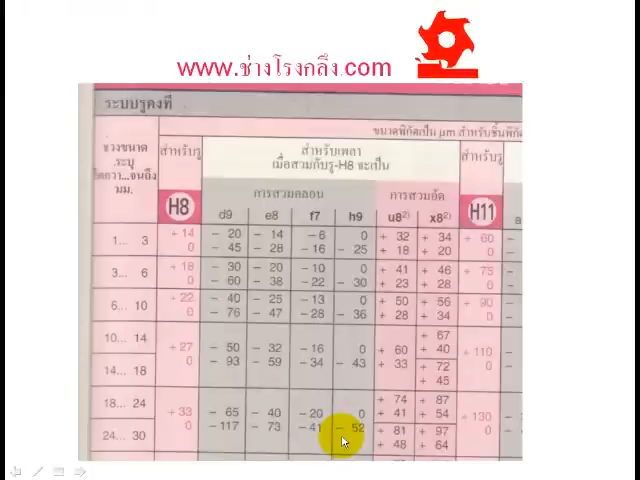 www.ช่างโรงกลึง.com
ระบบรูคงที่
ขนาดพิกัดเป็น µm สำหรับชิ้นพิกั
ช่วงขนาด
ระบุ
โตกว่า...จนถึง
มม.
สำหรับรู
H8
สำหรับเพลา
เมื่อสวมกับรู-H8 จะเป็น
สำหรับรู
H11
การสวมคลอน การสวมอัด
d9 e8 f7 h9 u8²⁾ x8²⁾ a
1... 3 + 14 − 20 − 14 −6 0 + 32 + 34 + 60 −
0 − 45 − 28 − 16 − 25 + 18 + 20 0 −
3... 6 + 18 − 30 − 20 −10 0 + 41 + 46 + 75 −
0 − 60 − 38 − 22 − 30 + 23 + 28 0 −
6... 10 + 22 − 40 − 25 −13 0 + 50 + 56 + 90 −
0 − 76 − 47 −28 − 36 + 28 + 34 0 −
10... 14 + 27 − 50 − 32 −16 0 + 60 + 67 + 110 −
0 − 93 − 59 −34 − 43 + 33 + 40 0 −
14... 18 + 72
+ 45
18... 24 + 33 − 65 − 40 −20 0 + 74 + 87 + 130 −
0 −117 − 73 −41 − 52 + 41 + 54 0 −
24... 30 + 81 + 97
+ 48 + 64